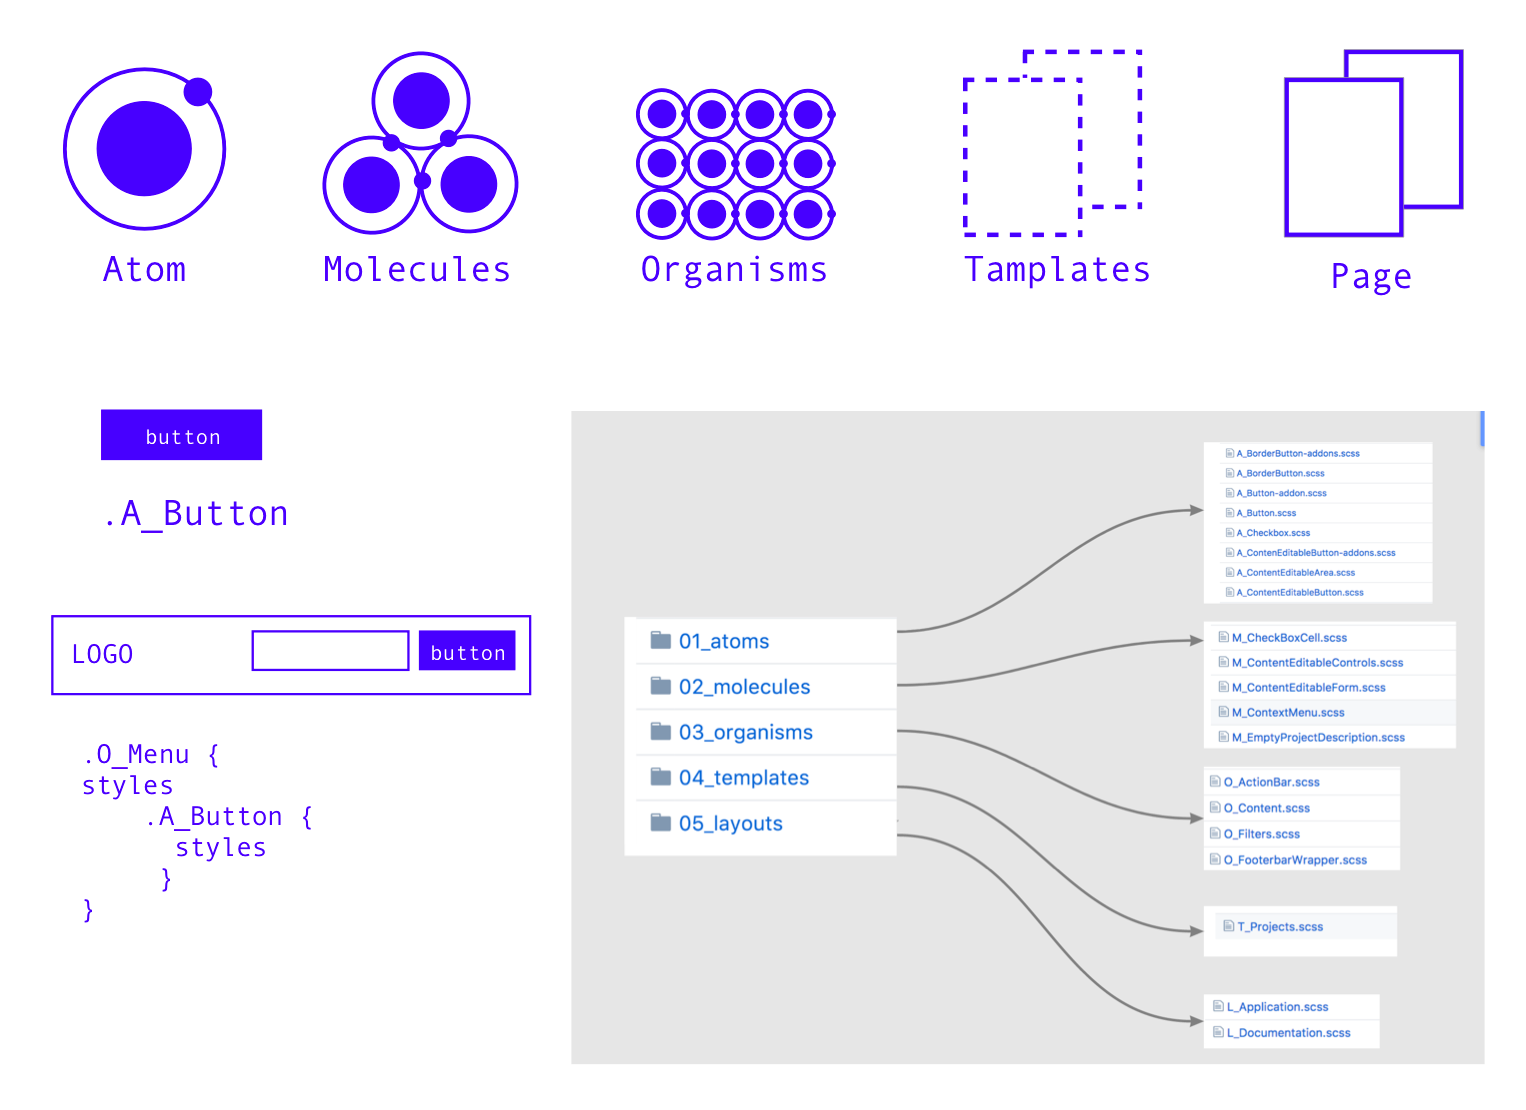 Atom
Molecules
Organisms
Tamplates
Page
button
.A_Button
LOGO
button
.O_Menu {
styles
.A_Button {
styles
}
}
01_atoms
02_molecules
03_organisms
04_templates
05_layouts
A_BorderButton-addons.scss
A_BorderButton.scss
A_Button-addon.scss
A_Button.scss
A_Checkbox.scss
A_ContenEditableButton-addons.scss
A_ContentEditableArea.scss
A_ContentEditableButton.scss
M_CheckBoxCell.scss
M_ContentEditableControls.scss
M_ContentEditableForm.scss
M_ContextMenu.scss
M_EmptyProjectDescription.scss
O_ActionBar.scss
O_Content.scss
O_Filters.scss
O_FooterbarWrapper.scss
T_Projects.scss
L_Application.scss
L_Documentation.scss